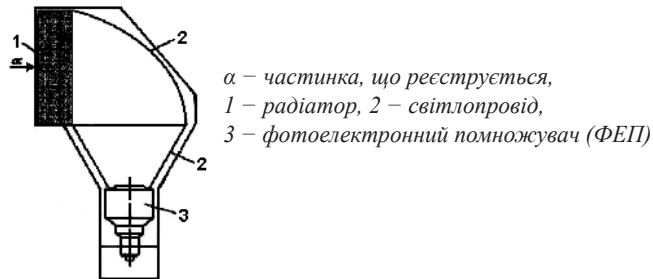 2
1
α
α − частинка, що реєструється,
1 − радіатор, 2 − світлопровід,
3 − фотоелектронний помножувач (ФЕП)
2
3